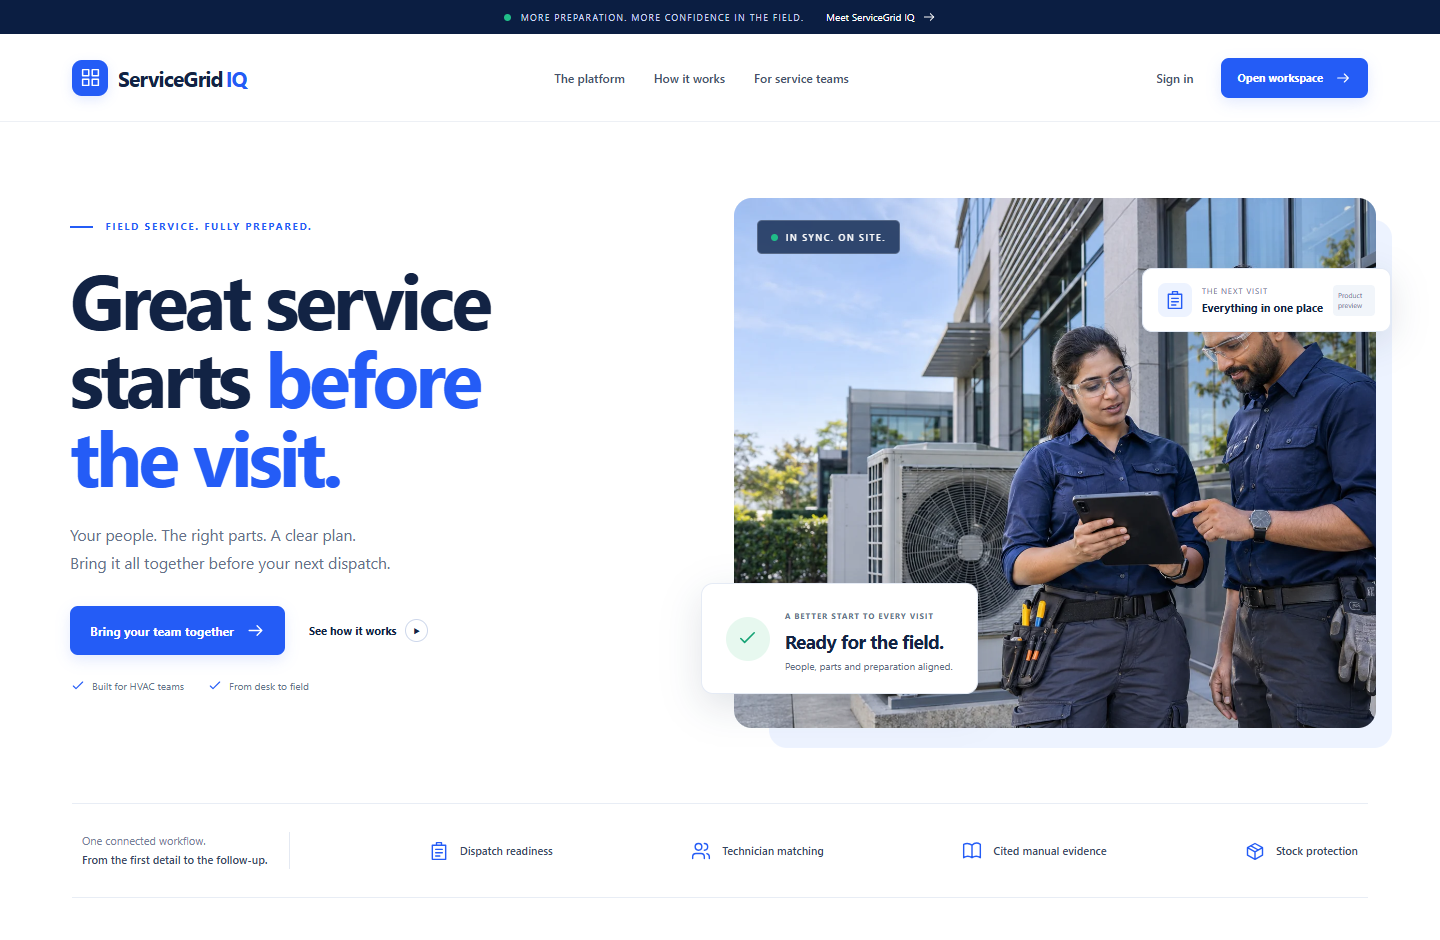 MORE PREPARATION. MORE CONFIDENCE IN THE FIELD. Meet ServiceGrid IQ
ServiceGrid IQ
The platform
How it works
For service teams
Sign in
Open workspace
FIELD SERVICE. FULLY PREPARED.
Great service
starts before
the visit.
Your people. The right parts. A clear plan.
Bring it all together before your next dispatch.
Bring your team together
See how it works
Built for HVAC teams
From desk to field
IN SYNC. ON SITE.
THE NEXT VISIT
Everything in one place
Product
preview
A BETTER START TO EVERY VISIT
Ready for the field.
People, parts and preparation aligned.
One connected workflow.
From the first detail to the follow-up.
Dispatch readiness
Technician matching
Cited manual evidence
Stock protection